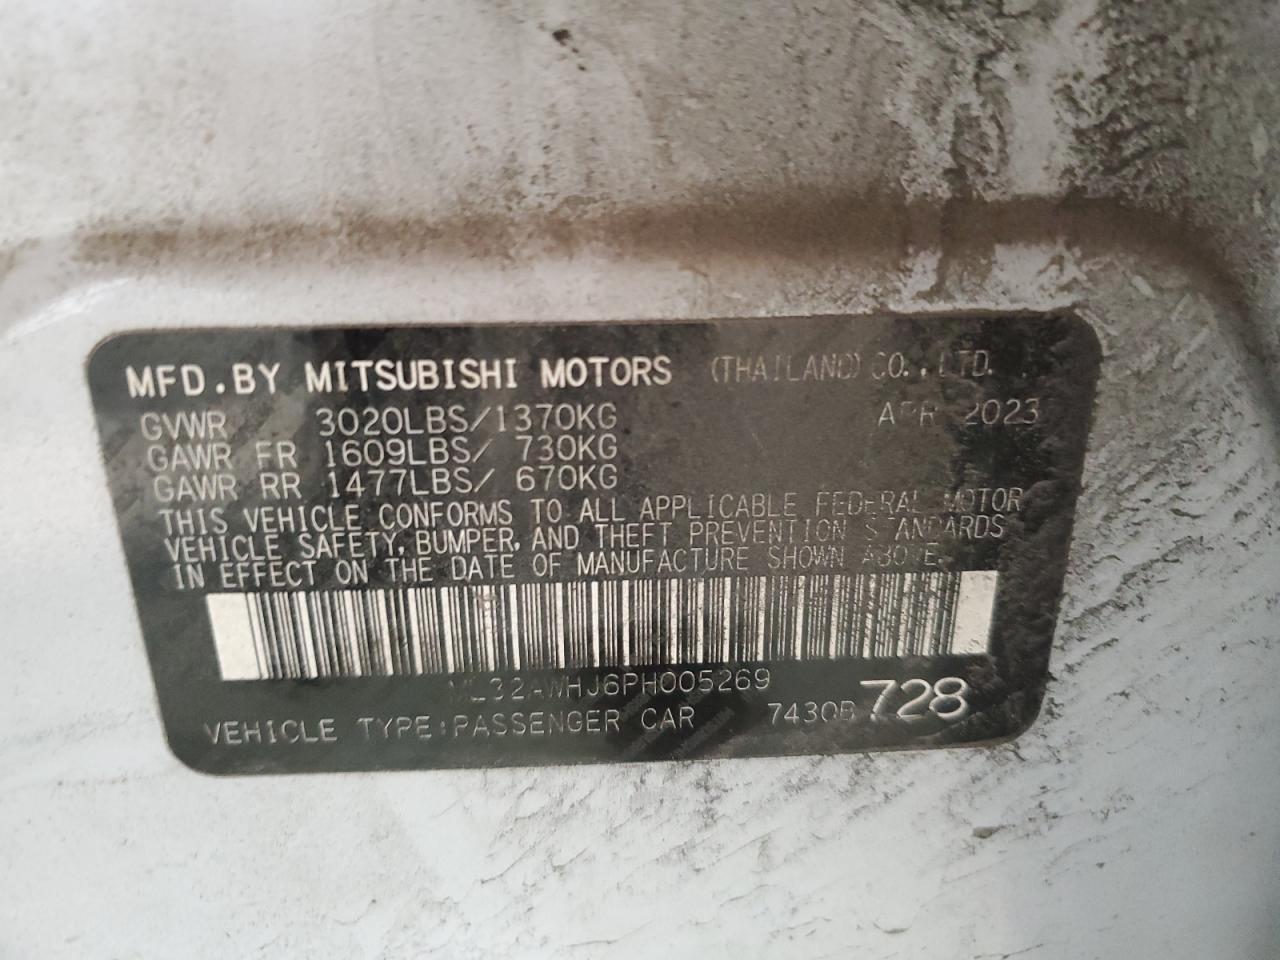 MFD.BY MITSUBISHI MOTORS (THAILAND) CO.,LTD.
GVWR 3020LBS/1370KG APR 2023
GAWR FR 1609LBS/ 730KG
GAWR RR 1477LBS/ 670KG
THIS VEHICLE CONFORMS TO ALL APPLICABLE FEDERAL MOTOR
VEHICLE SAFETY, BUMPER, AND THEFT PREVENTION STANDARDS
IN EFFECT ON THE DATE OF MANUFACTURE SHOWN ABOVE.
ML32AWHJ6PH005269
VEHICLE TYPE:PASSENGER CAR 7430B 728